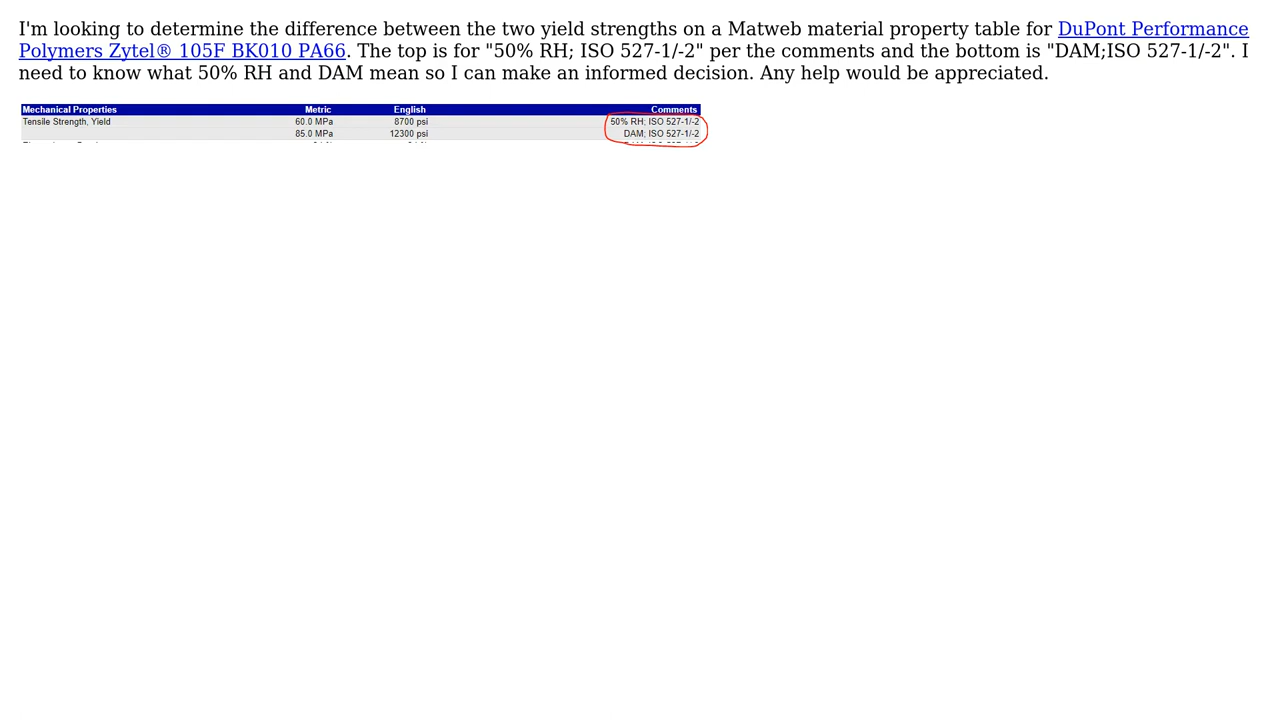 I'm looking to determine the difference between the two yield strengths on a Matweb material property table for DuPont Performance
Polymers Zytel® 105F BK010 PA66. The top is for "50% RH; ISO 527-1/-2" per the comments and the bottom is "DAM;ISO 527-1/-2". I
need to know what 50% RH and DAM mean so I can make an informed decision. Any help would be appreciated.
Mechanical Properties Metric English Comments
Tensile Strength, Yield 60.0 MPa 8700 psi 50% RH; ISO 527-1/-2
85.0 MPa 12300 psi DAM; ISO 527-1/-2